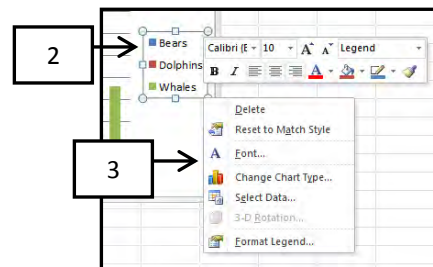 2
Bears
Dolphins
Whales
Calibri (E 10 A A Legend
B I A
3
Delete
Reset to Match Style
A Font...
Change Chart Type...
Select Data...
3-D Rotation...
Format Legend...